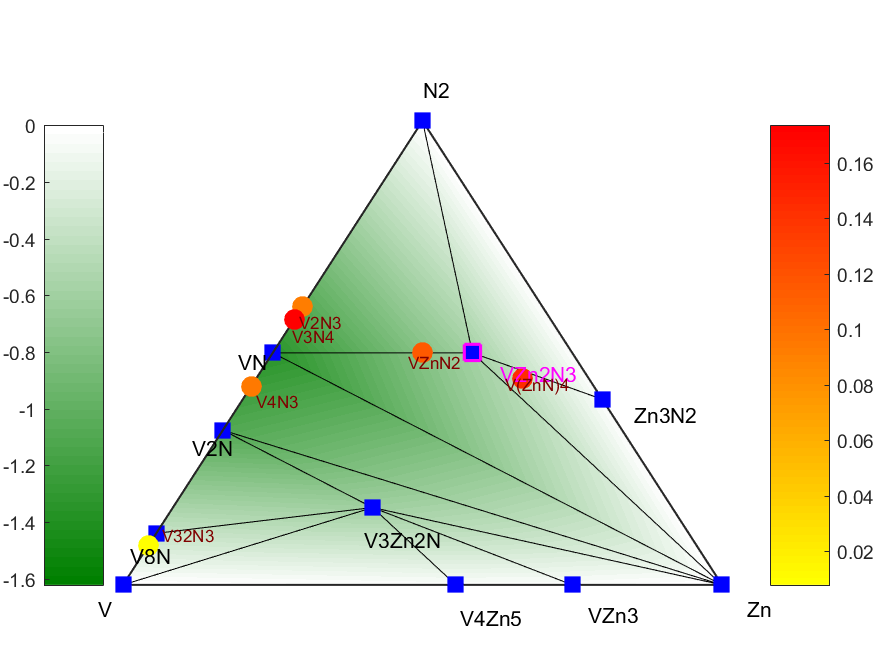 N2
0
-0.2
-0.4
-0.6
-0.8
-1
-1.2
-1.4
-1.6
0.16
0.14
0.12
0.1
0.08
0.06
0.04
0.02
V2N3
V3N4
VN
VZnN2
VZn2N3
V(ZnN)4
V4N3
Zn3N2
V2N
V32N3
V8N
V3Zn2N
V
V4Zn5
VZn3
Zn